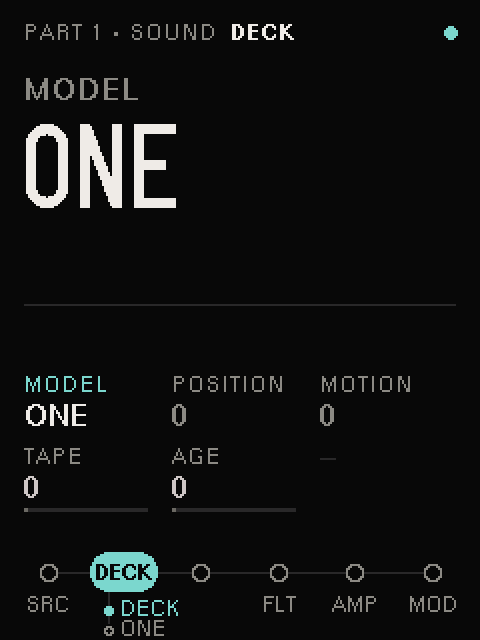 PART 1 · SOUND DECK
MODEL
ONE
MODEL POSITION MOTION
ONE 0 0
TAPE AGE —
0 0
DECK
SRC DECK FLT AMP MOD
ONE